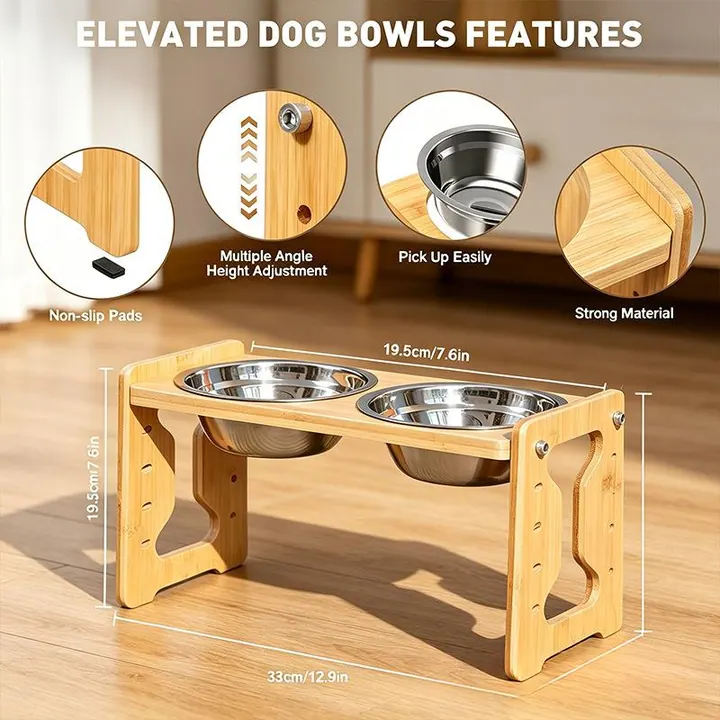 ELEVATED DOG BOWLS FEATURES
Non-slip Pads
Multiple Angle
Height Adjustment
Pick Up Easily
Strong Material
19.5cm/7.6in
19.5cm/7.6in
33cm/12.9in